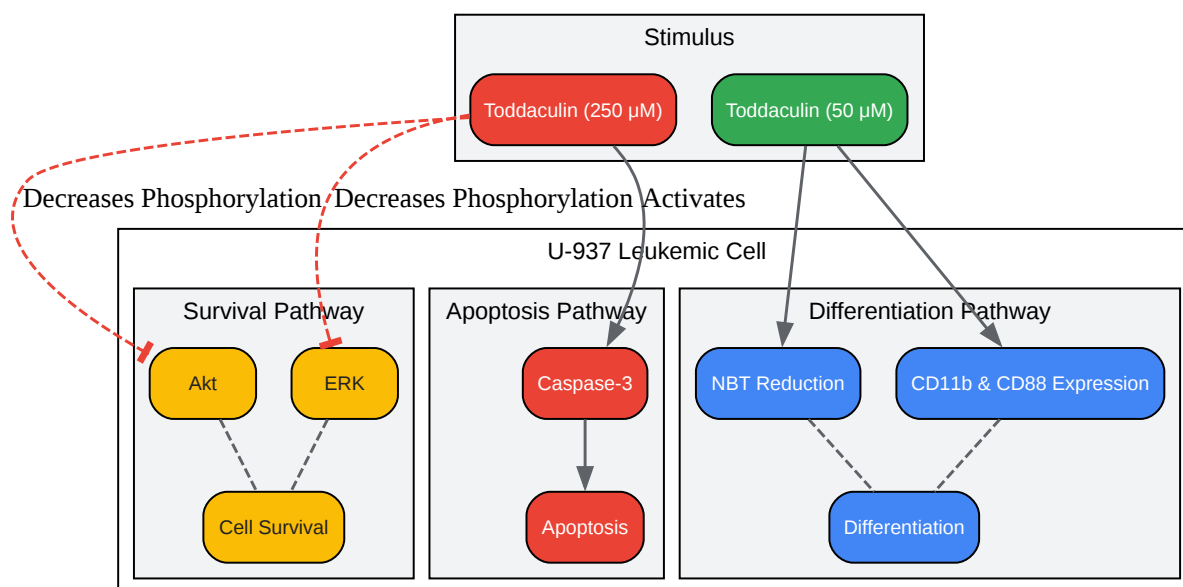 Stimulus
Toddaculin (250 μM)
Toddaculin (50 μM)
Decreases Phosphorylation
Decreases Phosphorylation
Activates
U-937 Leukemic Cell
Survival Pathway
Apoptosis Pathway
Differentiation Pathway
Akt
ERK
Caspase-3
NBT Reduction
CD11b & CD88 Expression
Cell Survival
Apoptosis
Differentiation